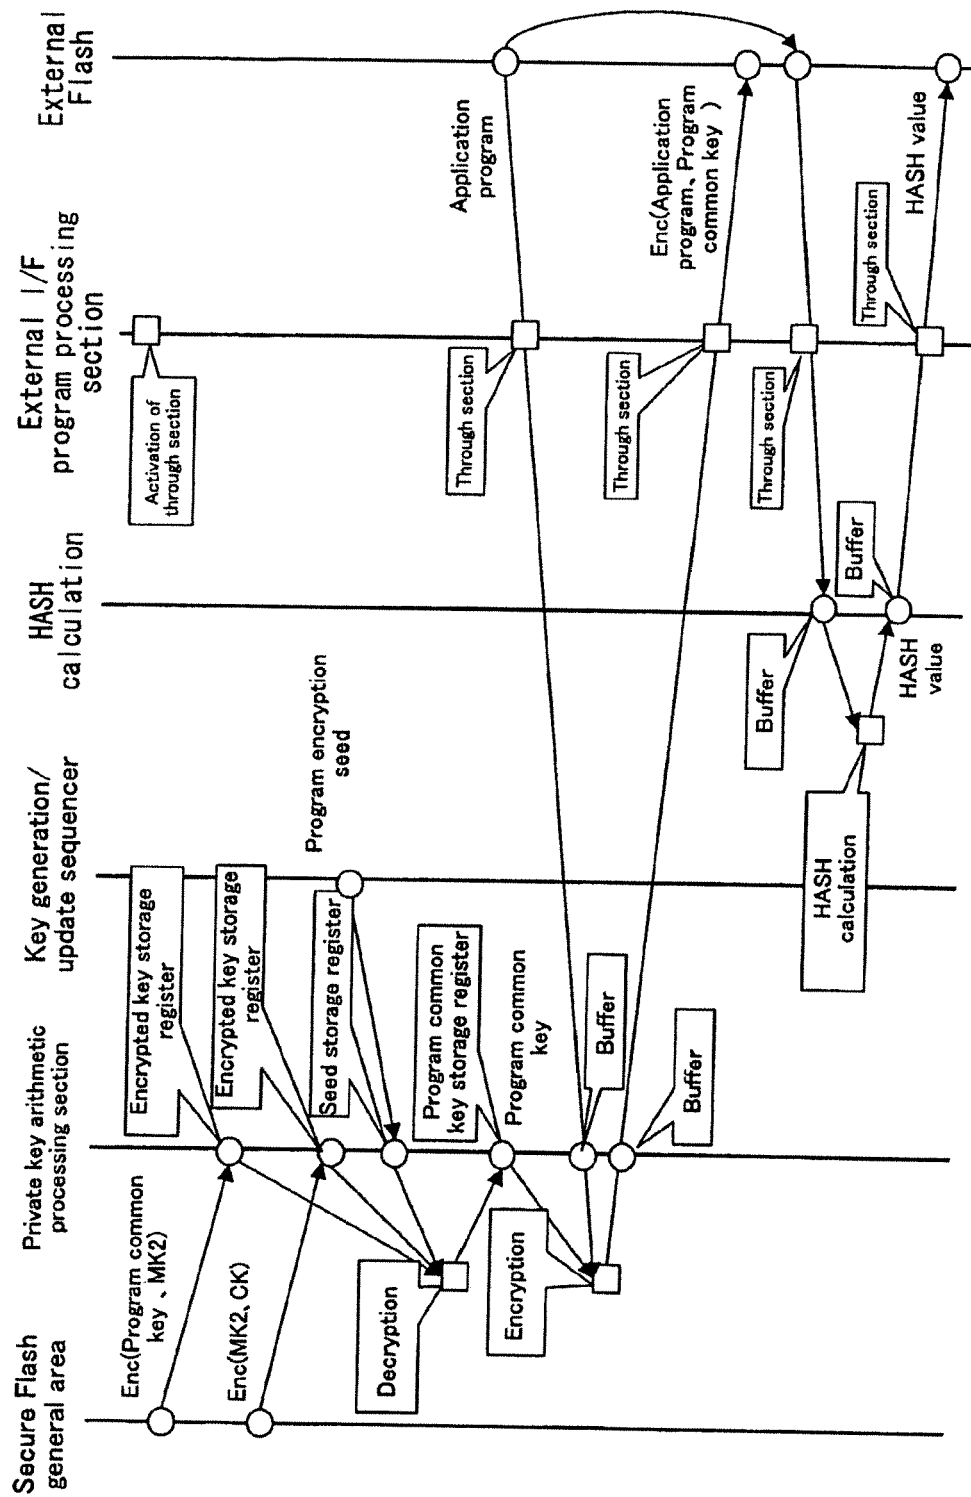 Secure Flash
general area
Private key arithmetic
processing section
Key generation/
update sequencer
HASH
calculation
External I/F
program processing
section
External
Flash
Enc(Program common
key 、MK2)
Enc(MK2、CK)
Encrypted key storage
register
Encrypted key storage
register
Seed storage register
Program encryption
seed
Decryption
Program common
key storage register
Program common
key
Encryption
Buffer
Buffer
Activation of
through section
Through section
Application
program
Through section
Enc(Application
program、Program
common key )
Through section
Buffer
HASH
calculation
Buffer
HASH
value
Through section
HASH value